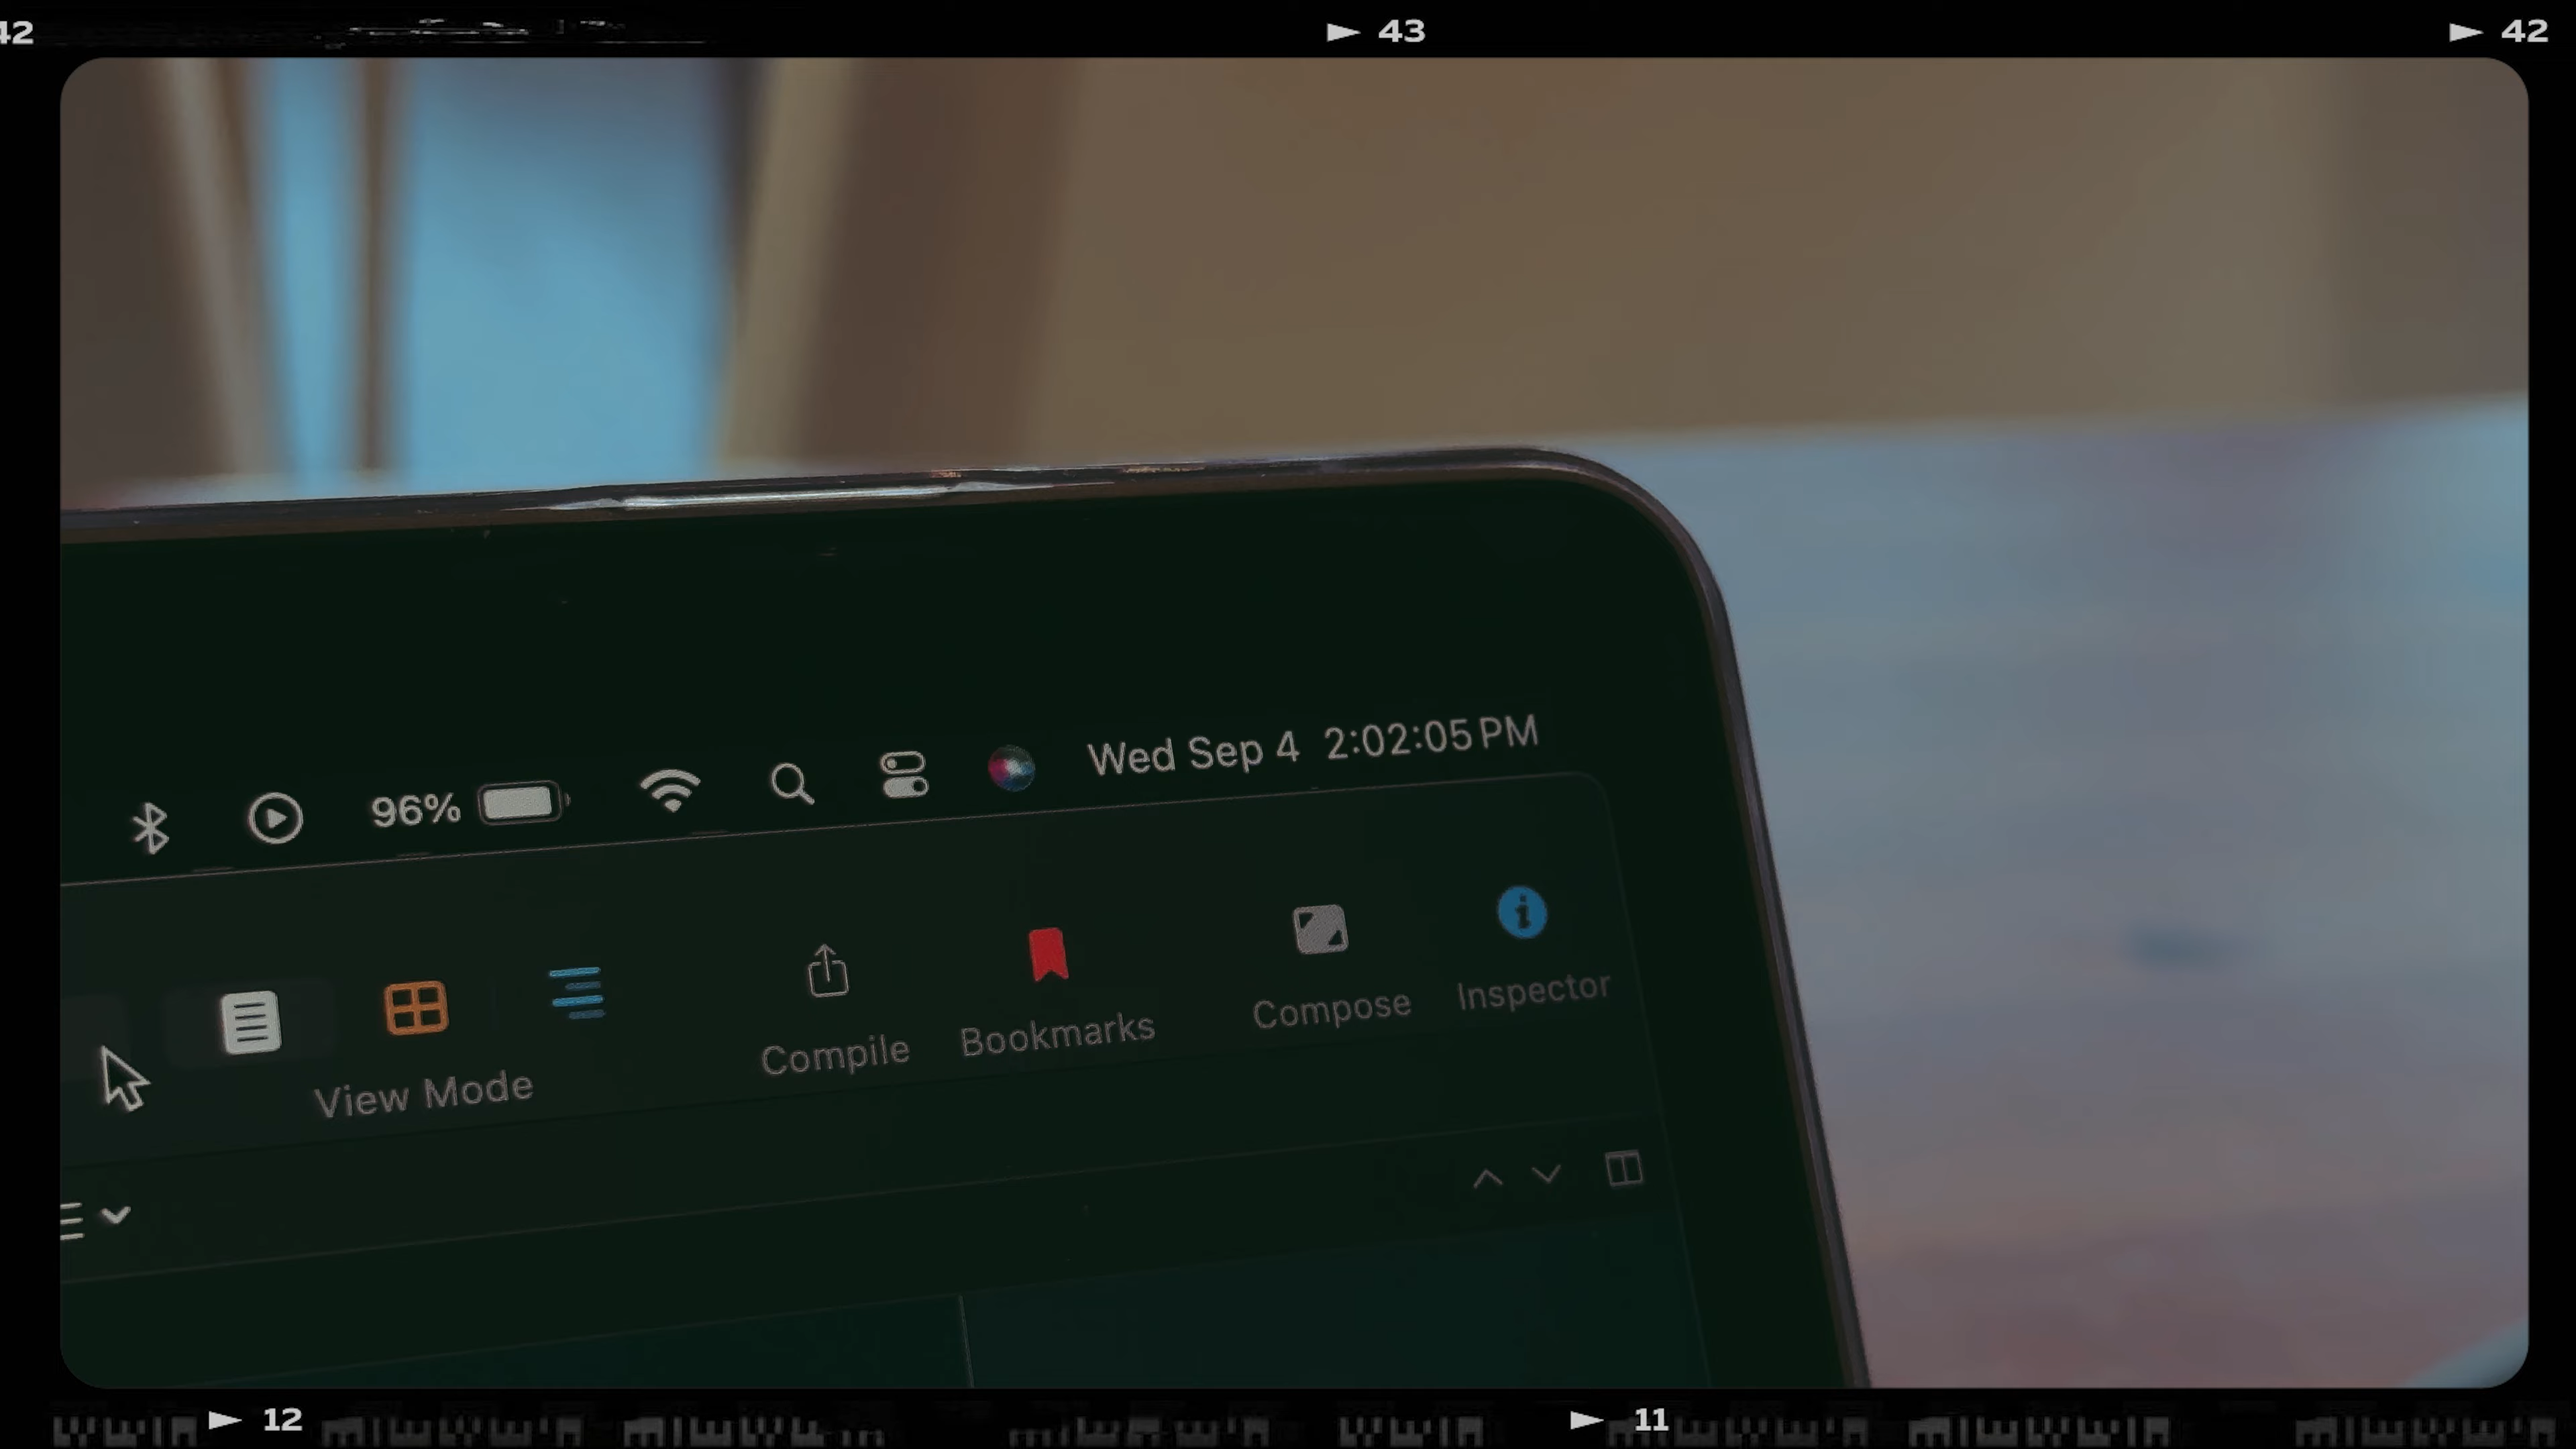 42
43
42
96%
Wed Sep 4 2:02:05 PM
View Mode
Compile
Bookmarks
Compose
Inspector
12
11